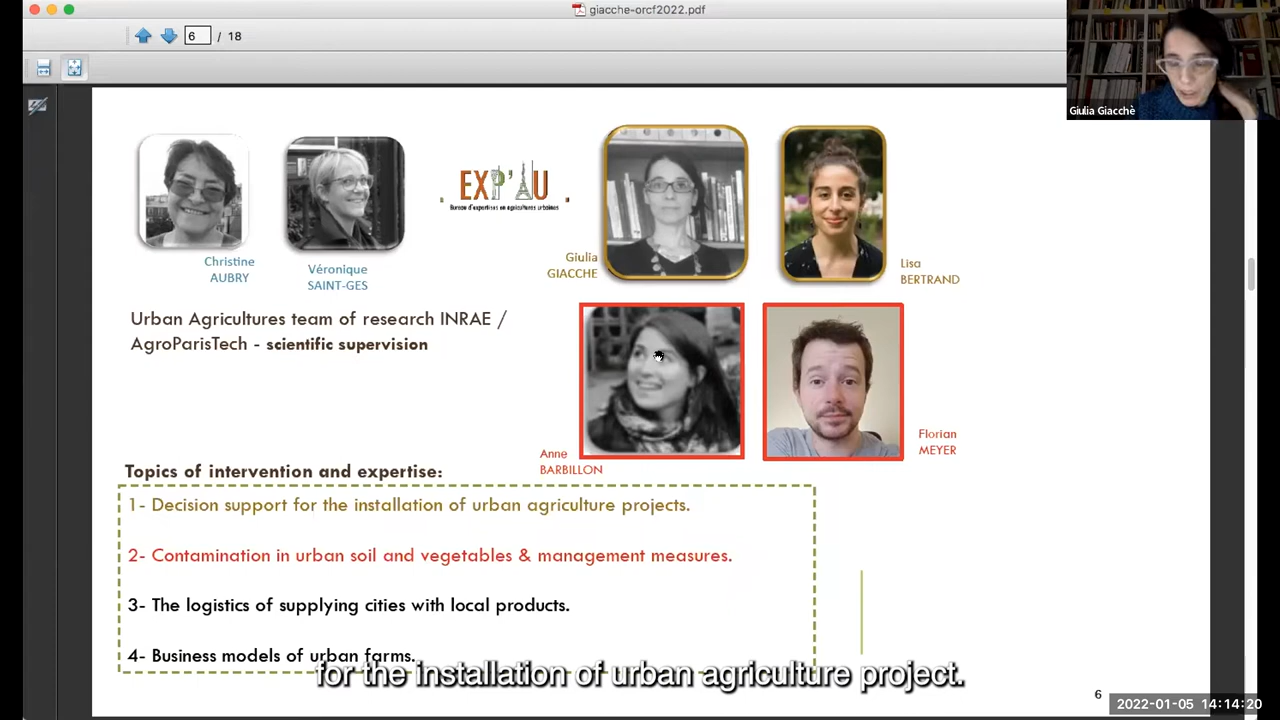 giacche-orcf2022.pdf
6 / 18
Giulia Giacchè
EXP'AU
Bureau d'expertises en agricultures urbaines
Christine
AUBRY
Véronique
SAINT-GES
Giulia
GIACCHE
Lisa
BERTRAND
Urban Agricultures team of research INRAE /
AgroParisTech - scientific supervision
Anne
BARBILLON
Florian
MEYER
Topics of intervention and expertise:
1- Decision support for the installation of urban agriculture projects.
2- Contamination in urban soil and vegetables & management measures.
3- The logistics of supplying cities with local products.
4- Business models of urban farms.
for the installation of urban agriculture project.
6
2022-01-05 14:14:20